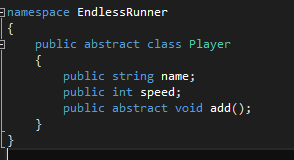 namespace EndlessRunner
{
public abstract class Player
{
public string name;
public int speed;
public abstract void add();
}
}